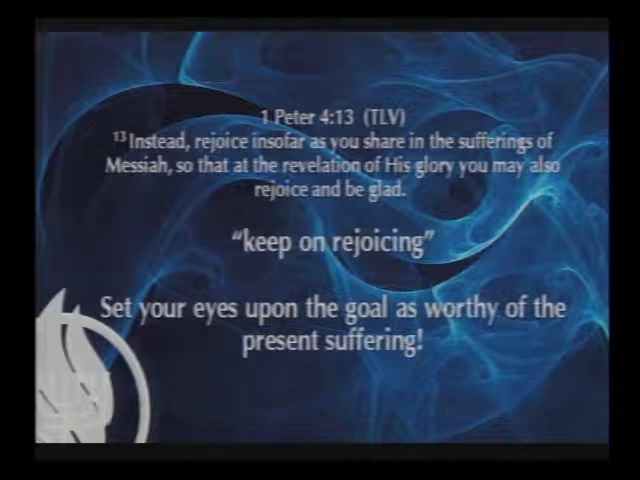 1 Peter 4:13 (TLV)
13 Instead, rejoice insofar as you share in the sufferings of
Messiah, so that at the revelation of His glory you may also
rejoice and be glad.
“keep on rejoicing”
Set your eyes upon the goal as worthy of the
present suffering!